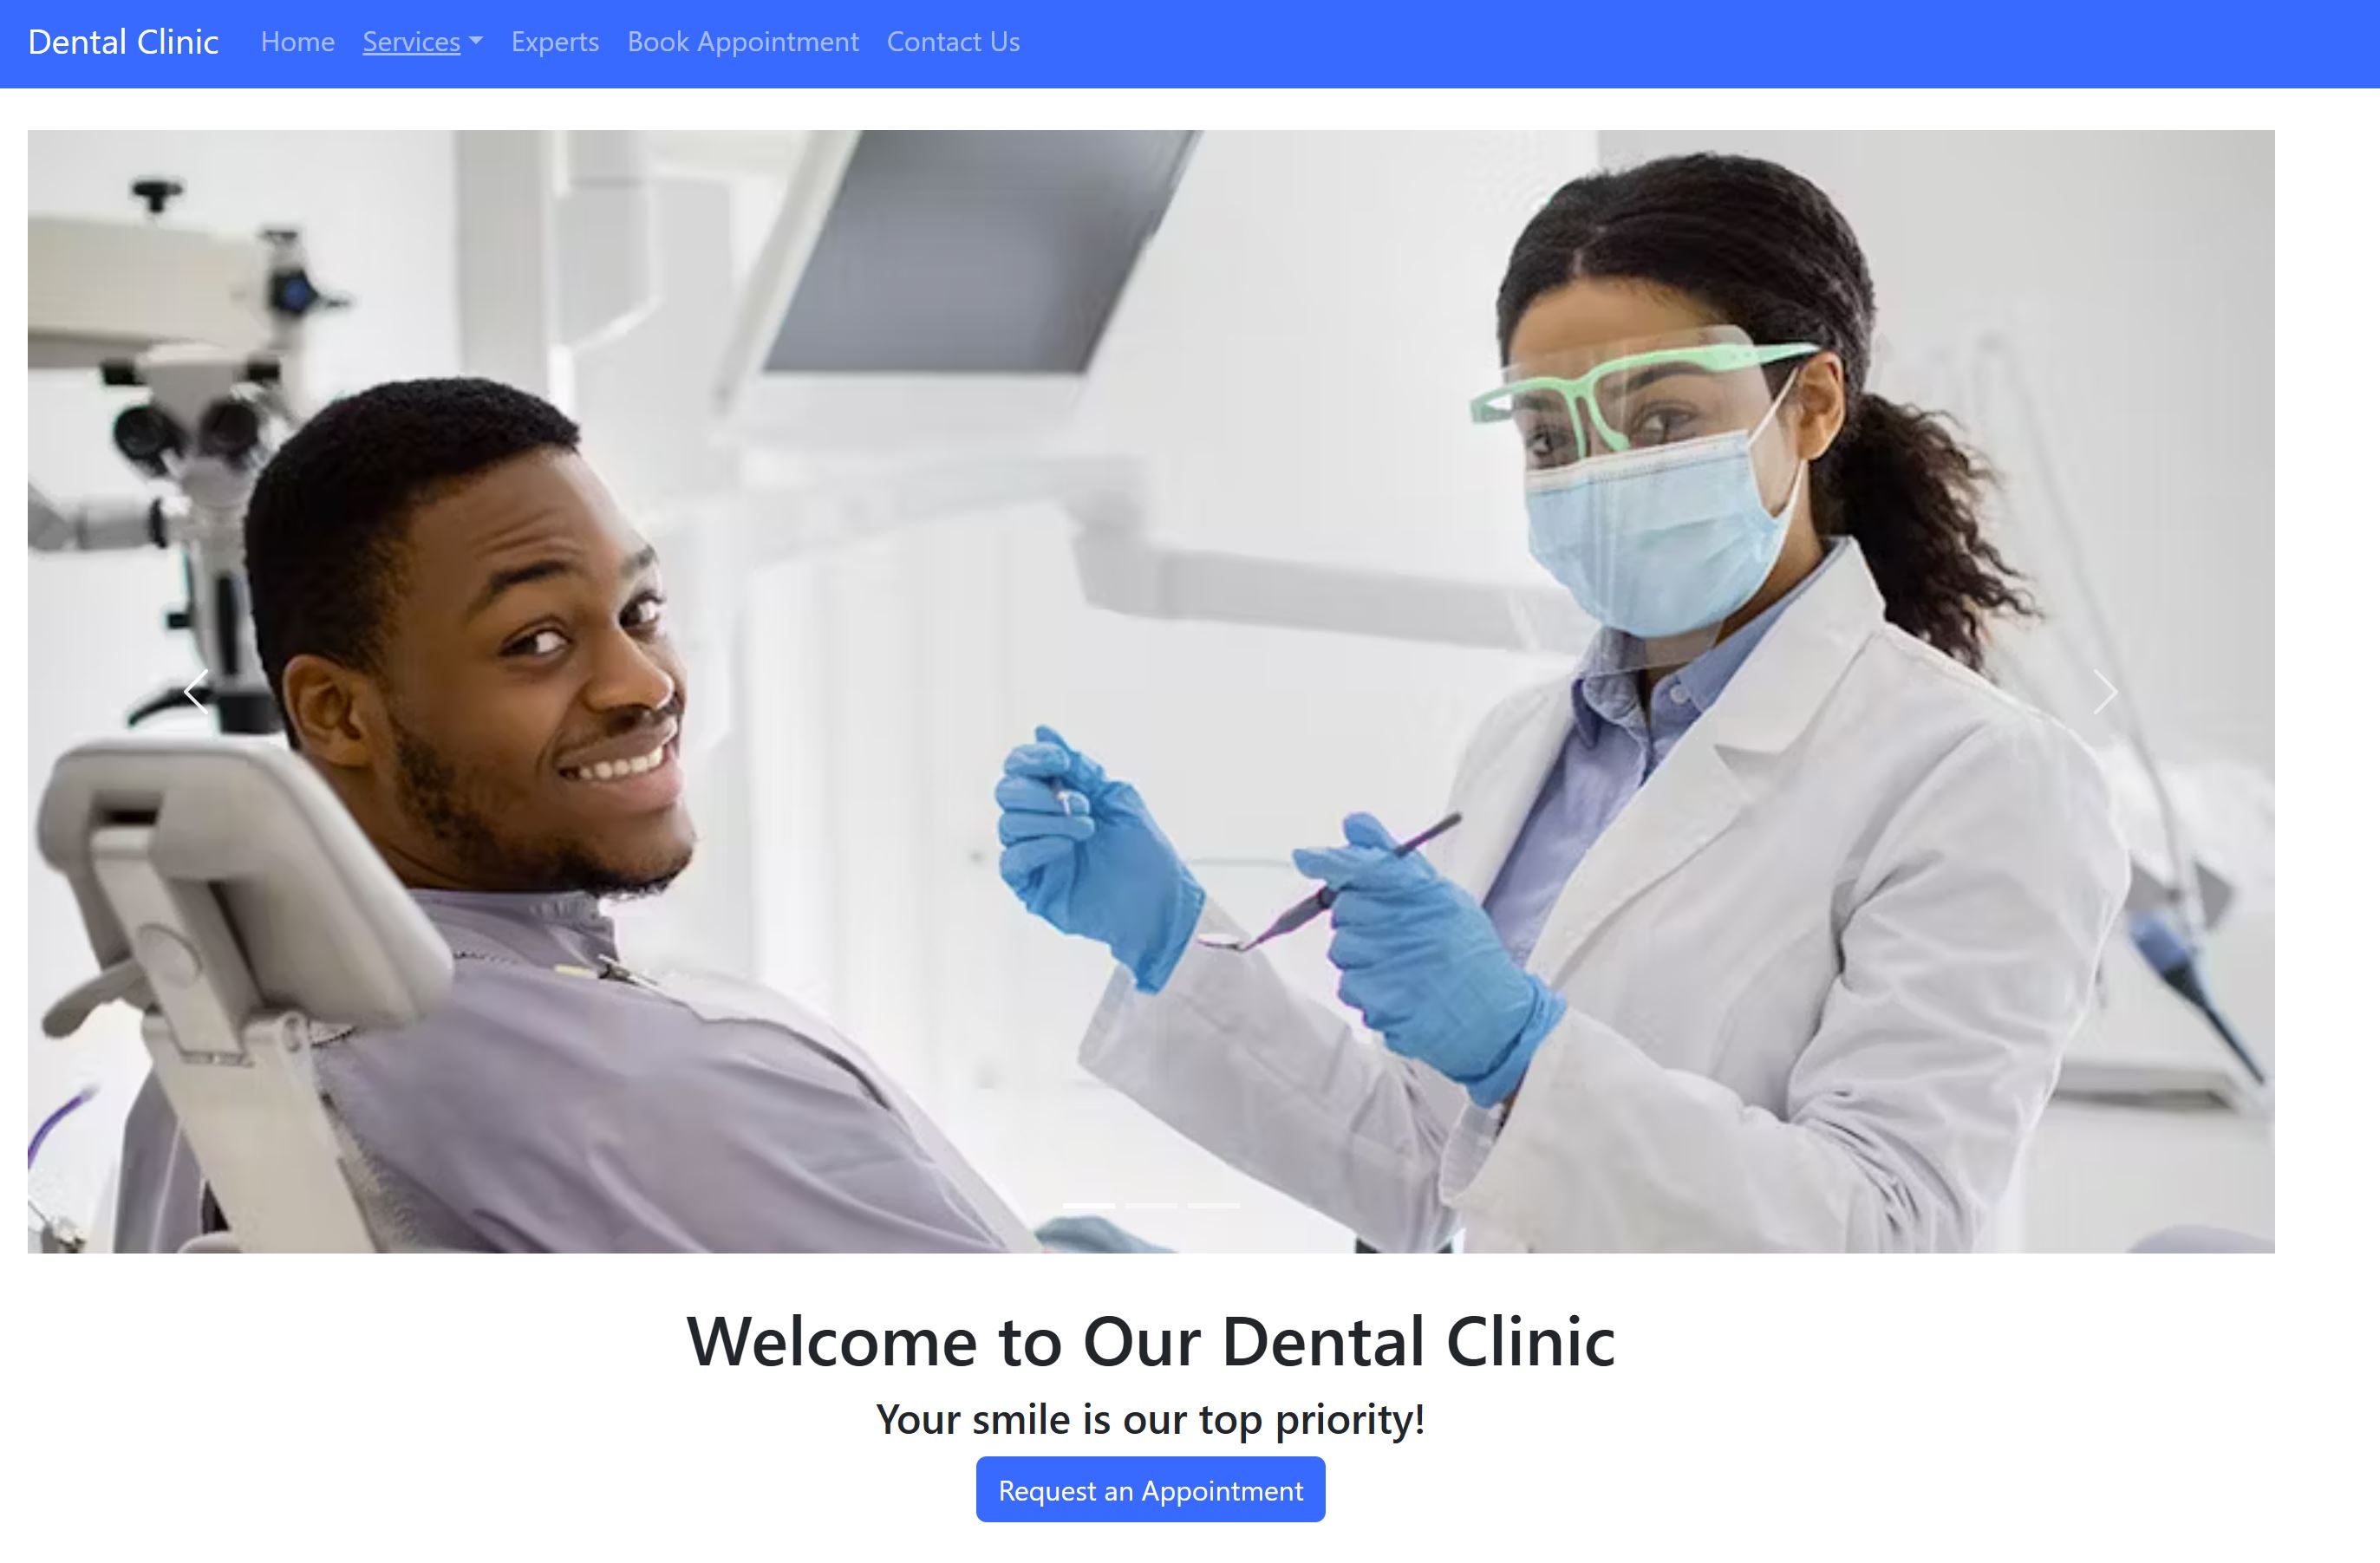 Dental Clinic Home Services Experts Book Appointment Contact Us
Welcome to Our Dental Clinic
Your smile is our top priority!
Request an Appointment